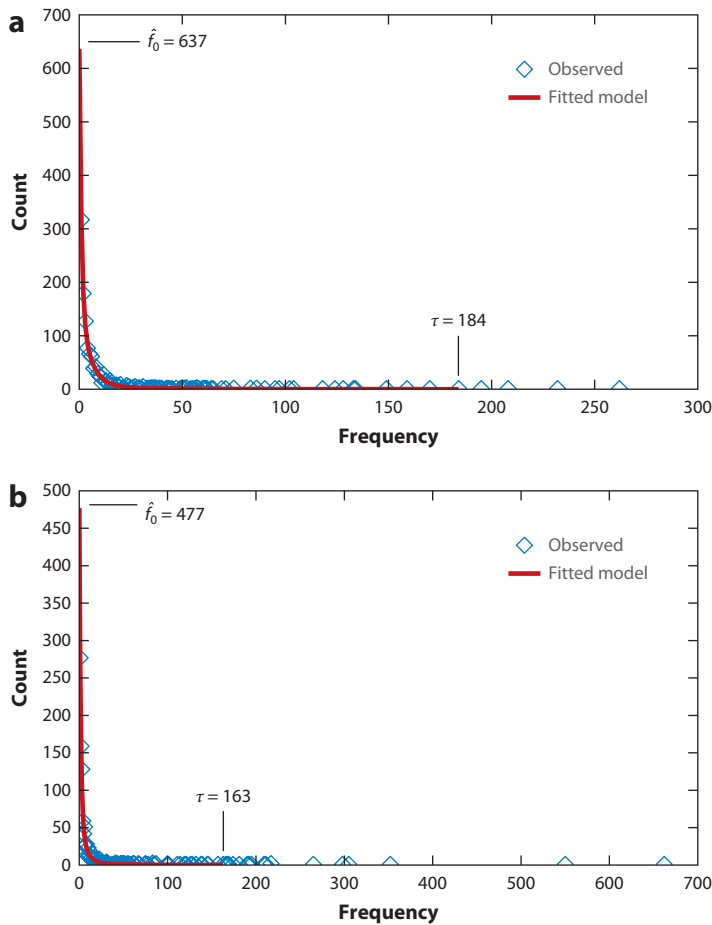 a
700
600
500
400
300
200
100
0
f̂₀ = 637
Observed
Fitted model
τ = 184
Count
0 50 100 150 200 250 300
Frequency
b
500
450
400
350
300
250
200
150
100
50
0
f̂₀ = 477
Observed
Fitted model
τ = 163
Count
0 100 200 300 400 500 600 700
Frequency